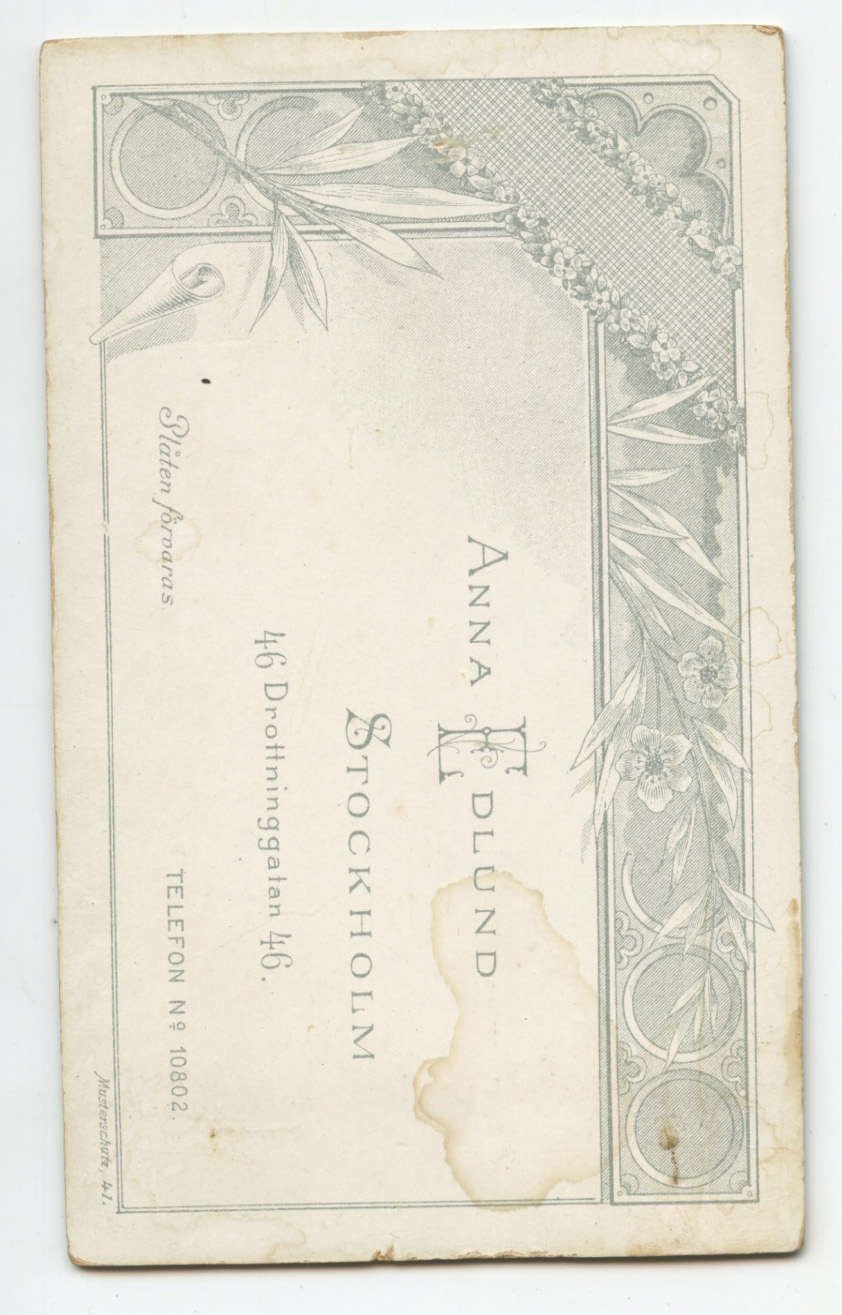 ANNA EDLUND
STOCKHOLM
46 Drottninggatan 46.
Plåten förvaras.
TELEFON Nº 10802.
Musterschutz, 41.